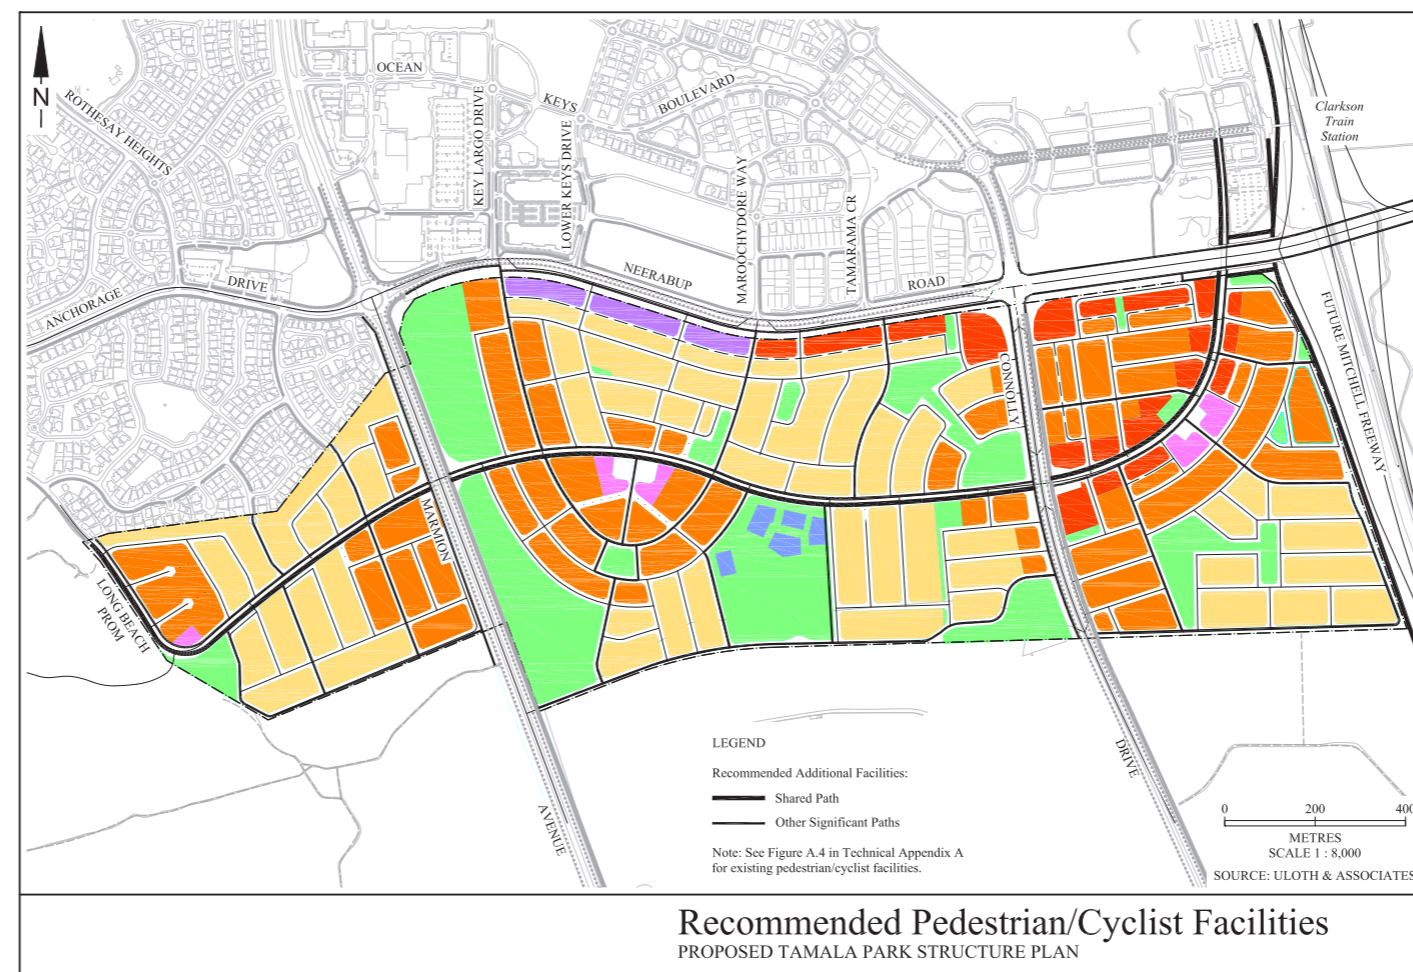 N
ROTHESAY HEIGHTS
OCEAN
KEYS
BOULEVARD
KEY LARGO DRIVE
LOWER KEYS DRIVE
MAROOCHYDORE WAY
TAMARAMA CR
Clarkson
Train
Station
ANCHORAGE
DRIVE
NEERABUP
ROAD
FUTURE MITCHELL FREEWAY
CONNOLLY
MARMION
LONG BEACH
PROM
DRIVE
AVENUE
LEGEND
Recommended Additional Facilities:
Shared Path
Other Significant Paths
Note: See Figure A.4 in Technical Appendix A
for existing pedestrian/cyclist facilities.
0 200 400
METRES
SCALE 1 : 8,000
SOURCE: ULOTH & ASSOCIATES
Recommended Pedestrian/Cyclist Facilities
PROPOSED TAMALA PARK STRUCTURE PLAN